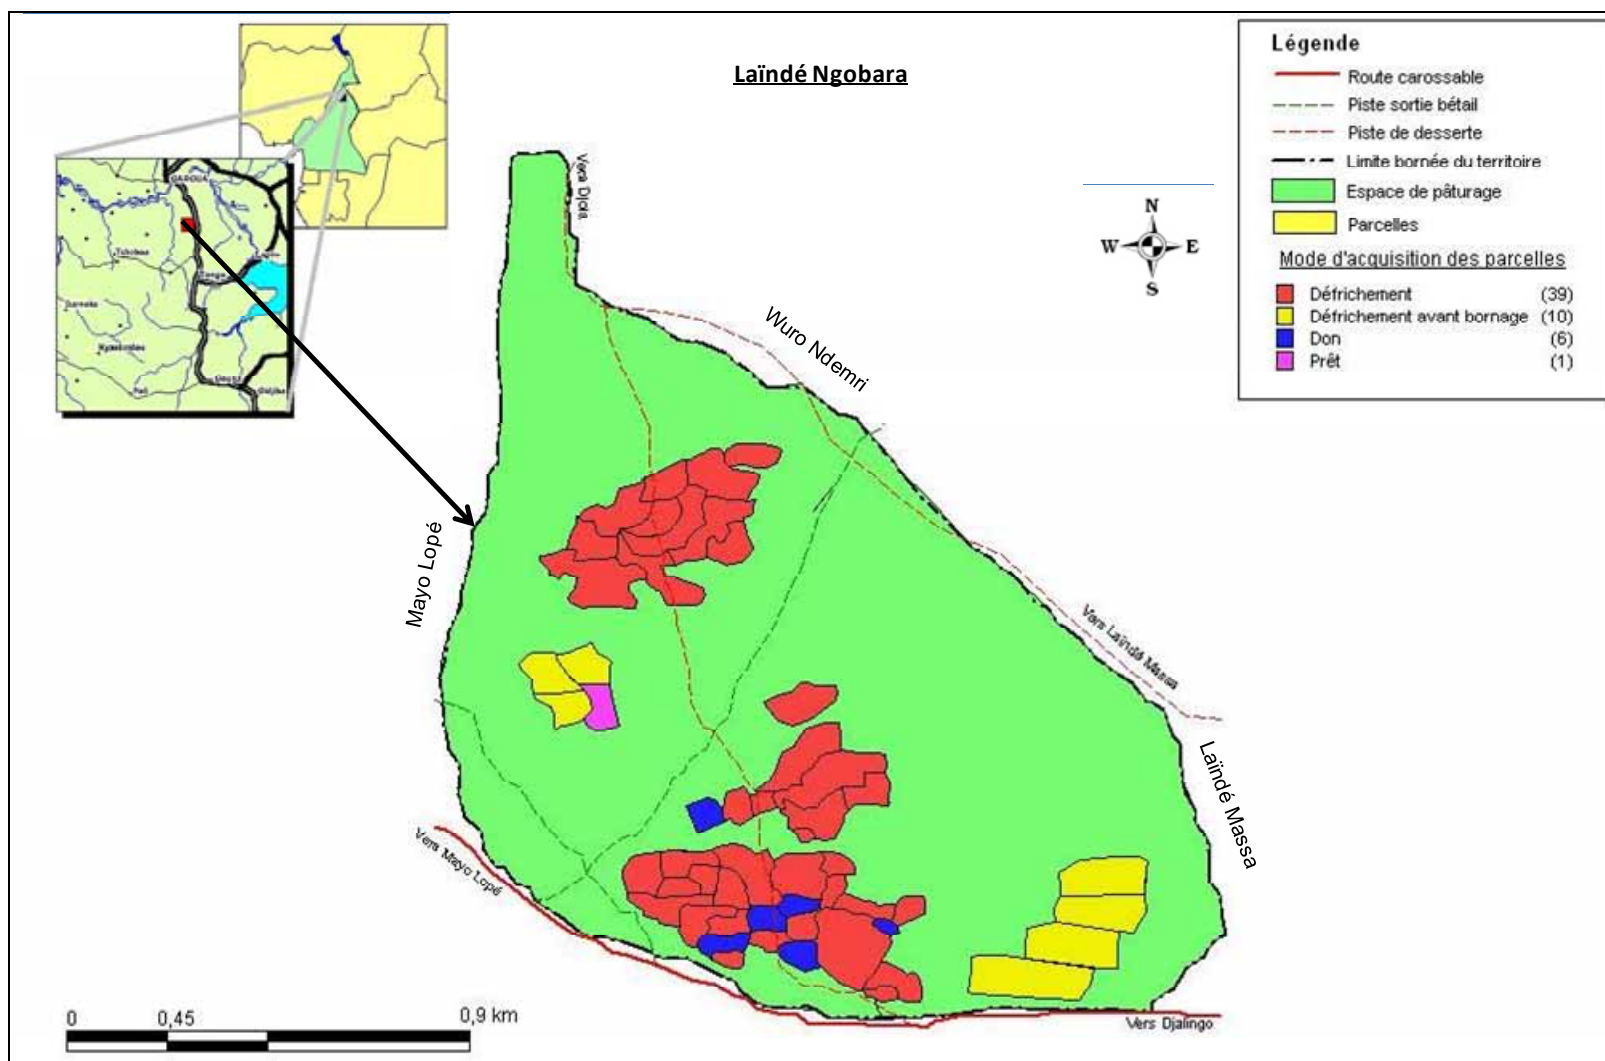 Laïndé Ngobara
Légende
Route carossable
Piste sortie bétail
Piste de desserte
Limite bornée du territoire
Espace de pâturage
Parcelles
Mode d'acquisition des parcelles
Défrichement (39)
Défrichement avant bornage (10)
Don (6)
Prêt (1)
N
W E
S
GAROUA
Wuro Ndemri
Mayo Lopé
Vers Laïndé Massa
Laïndé Massa
Vers Mayo Lopé
Vers Djalingo
0 0,45 0,9 km